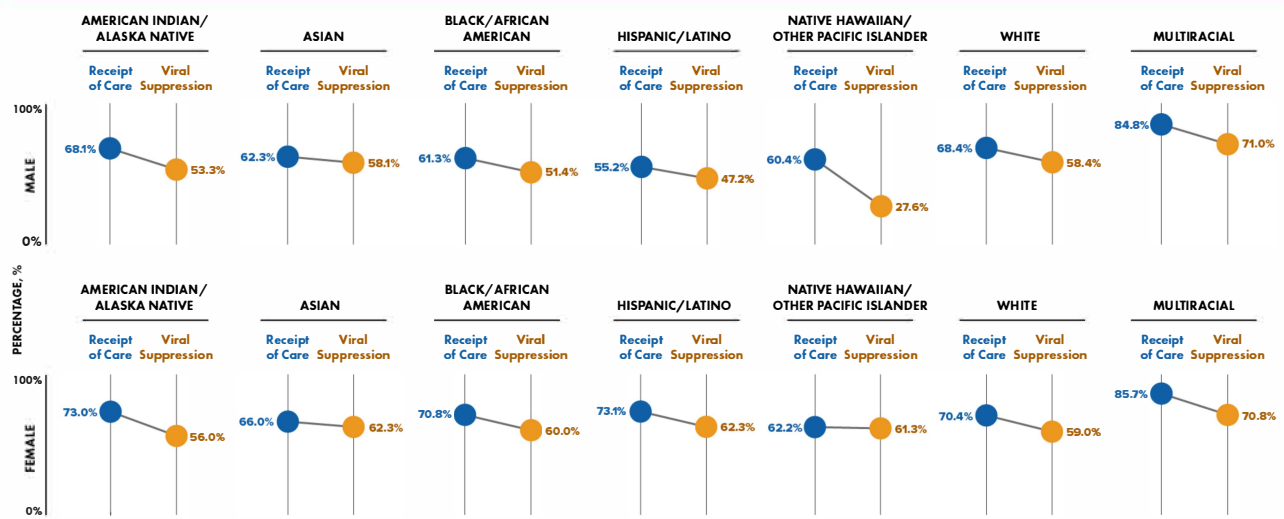 AMERICAN INDIAN/
ALASKA NATIVE
ASIAN
BLACK/AFRICAN
AMERICAN
HISPANIC/LATINO
NATIVE HAWAIIAN/
OTHER PACIFIC ISLANDER
WHITE
MULTIRACIAL
Receipt of Care Viral Suppression
Receipt of Care Viral Suppression
Receipt of Care Viral Suppression
Receipt of Care Viral Suppression
Receipt of Care Viral Suppression
Receipt of Care Viral Suppression
Receipt of Care Viral Suppression
PERCENTAGE, %
MALE
100%
0%
68.1% 53.3%
62.3% 58.1%
61.3% 51.4%
55.2% 47.2%
60.4% 27.6%
68.4% 58.4%
84.8% 71.0%
AMERICAN INDIAN/
ALASKA NATIVE
ASIAN
BLACK/AFRICAN
AMERICAN
HISPANIC/LATINO
NATIVE HAWAIIAN/
OTHER PACIFIC ISLANDER
WHITE
MULTIRACIAL
Receipt of Care Viral Suppression
Receipt of Care Viral Suppression
Receipt of Care Viral Suppression
Receipt of Care Viral Suppression
Receipt of Care Viral Suppression
Receipt of Care Viral Suppression
Receipt of Care Viral Suppression
FEMALE
100%
0%
73.0% 56.0%
66.0% 62.3%
70.8% 60.0%
73.1% 62.3%
62.2% 61.3%
70.4% 59.0%
85.7% 70.8%